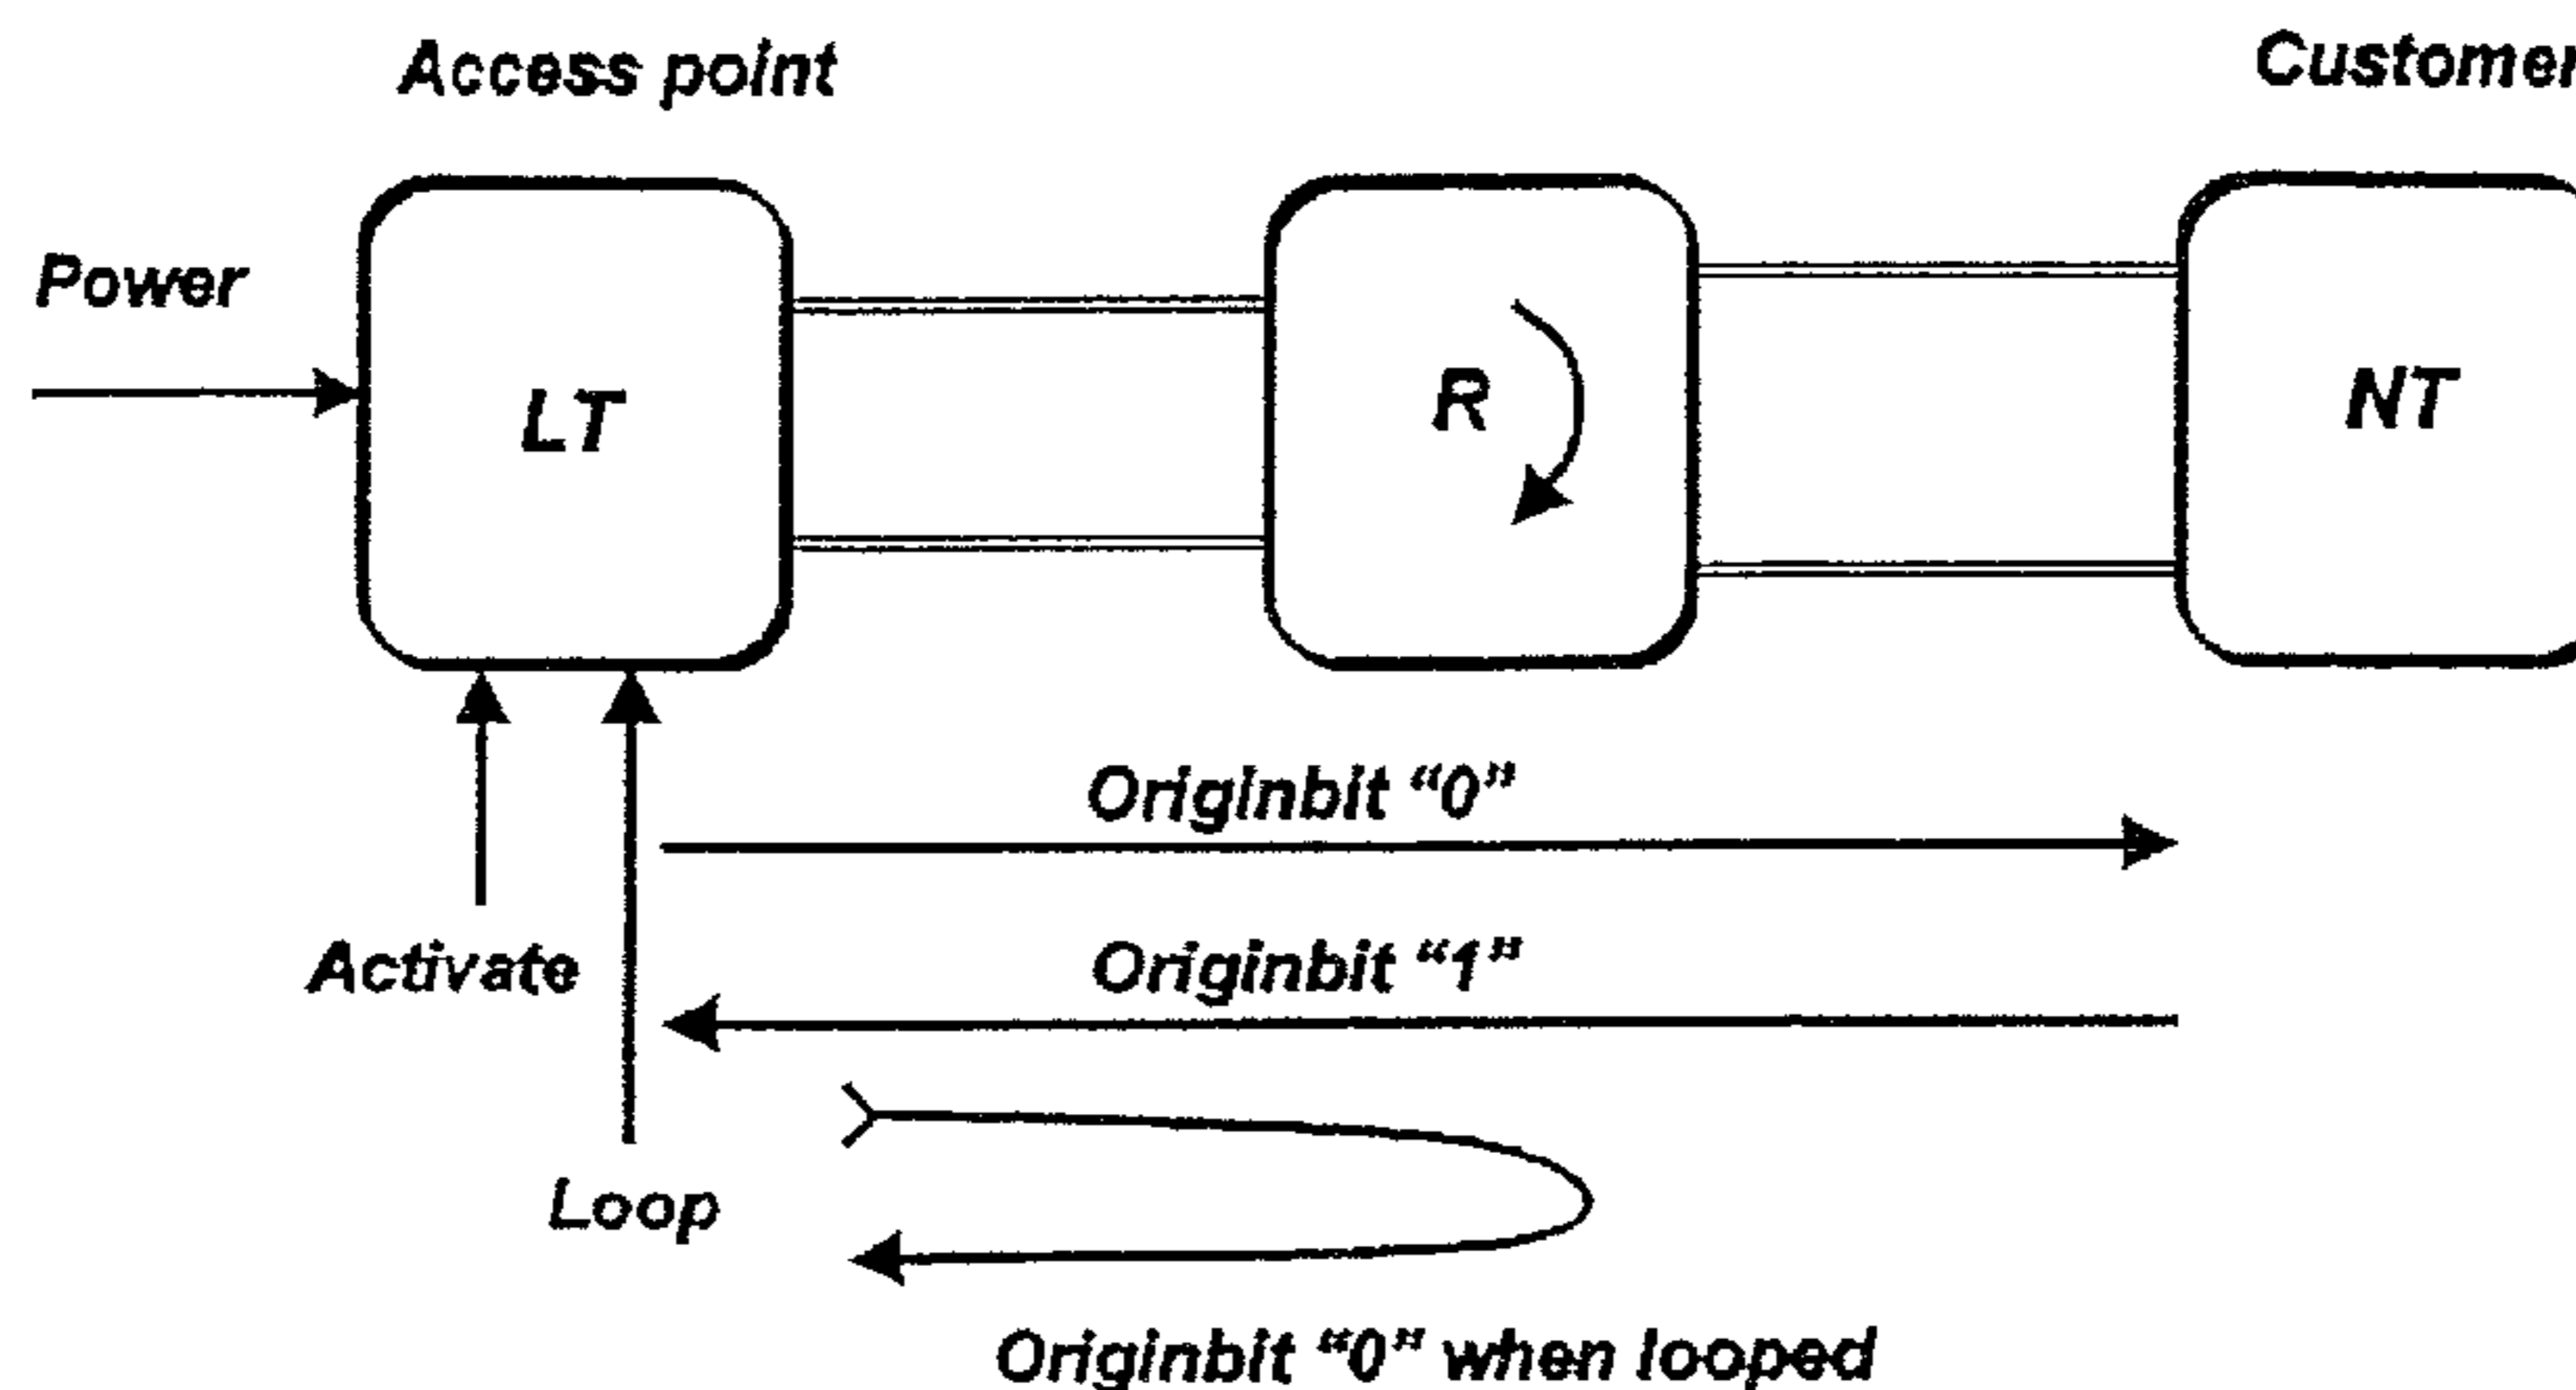 Access point
Customer
Power
LT
R
NT
Originbit “0”
Activate
Originbit “1”
Loop
Originbit “0” when looped